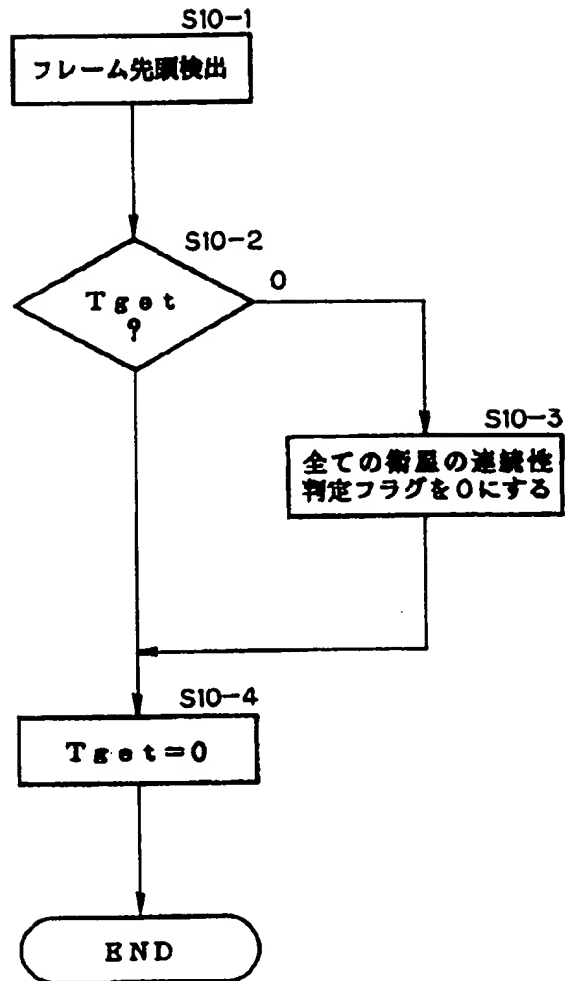 S10-1
フレーム先頭検出
S10-2
Tget
?
0
S10-3
全ての衛星の連続性
判定フラグを0にする
S10-4
Tget=0
END